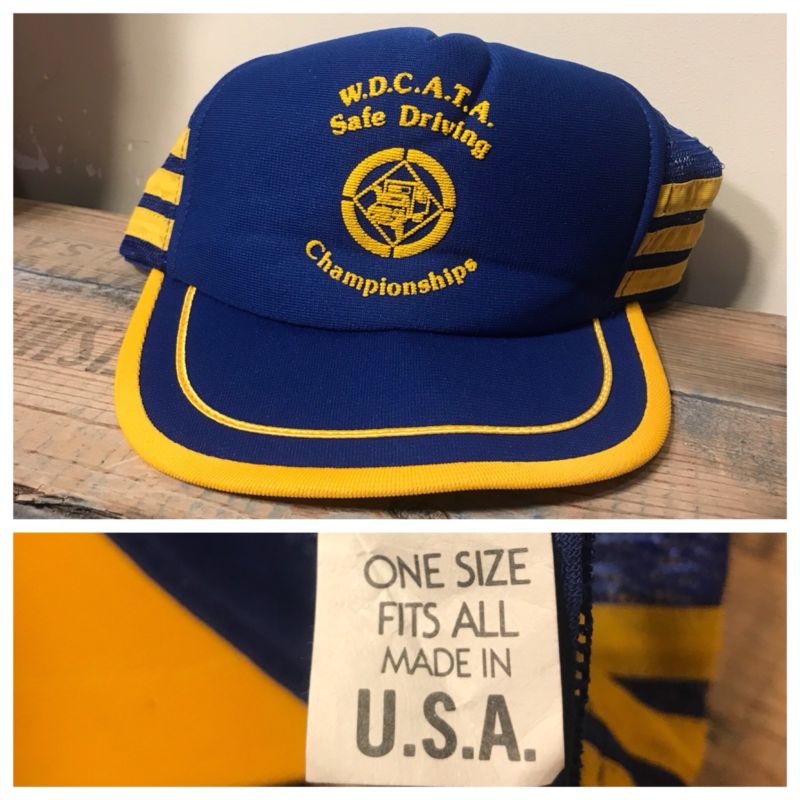 W.D.C.A.T.A.
Safe Driving
Championships
ONE SIZE
FITS ALL
MADE IN
U.S.A.